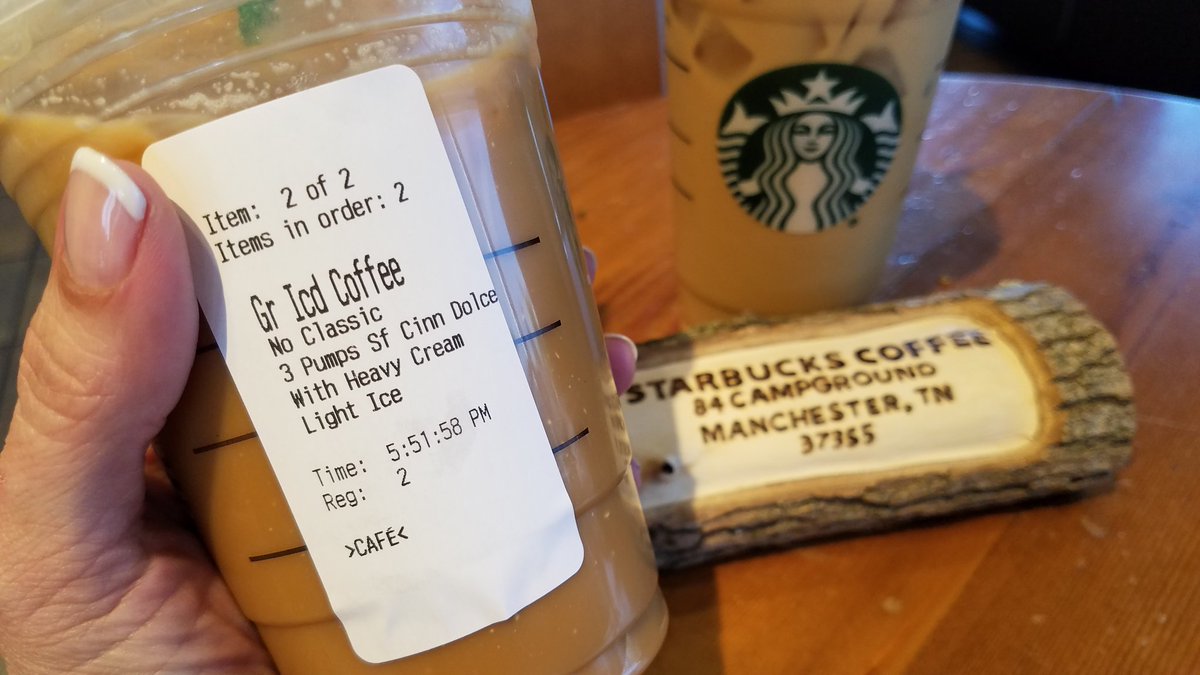 Item: 2 of 2
Items in order: 2
Gr Icd Coffee
No Classic
3 Pumps Sf Cinn Dolce
With Heavy Cream
Light Ice
Time: 5:51:58 PM
Reg: 2
>CAFÉ<
STARBUCKS COFFEE
84 CAMPGROUND
MANCHESTER, TN
37355